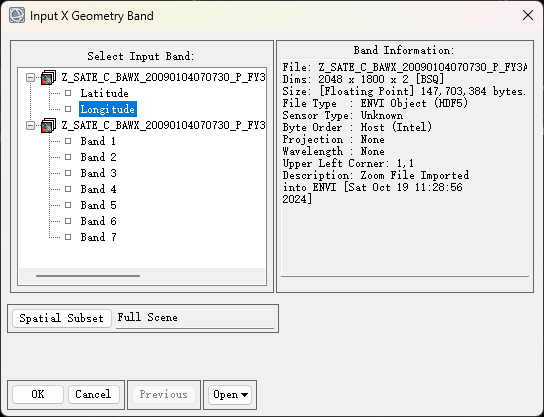 Input X Geometry Band
Select Input Band:
Z_SATE_C_BAWX_20090104070730_P_FY3
Latitude
Longitude
Z_SATE_C_BAWX_20090104070730_P_FY3
Band 1
Band 2
Band 3
Band 4
Band 5
Band 6
Band 7
Band Information:
File: Z_SATE_C_BAWX_20090104070730_P_FY3A
Dims: 2048 x 1800 x 2 [BSQ]
Size: [Floating Point] 147,703,384 bytes.
File Type : ENVI Object (HDF5)
Sensor Type: Unknown
Byte Order : Host (Intel)
Projection : None
Wavelength : None
Upper Left Corner: 1,1
Description: Zoom File Imported
into ENVI [Sat Oct 19 11:28:56
2024]
Spatial Subset Full Scene
OK Cancel Previous Open